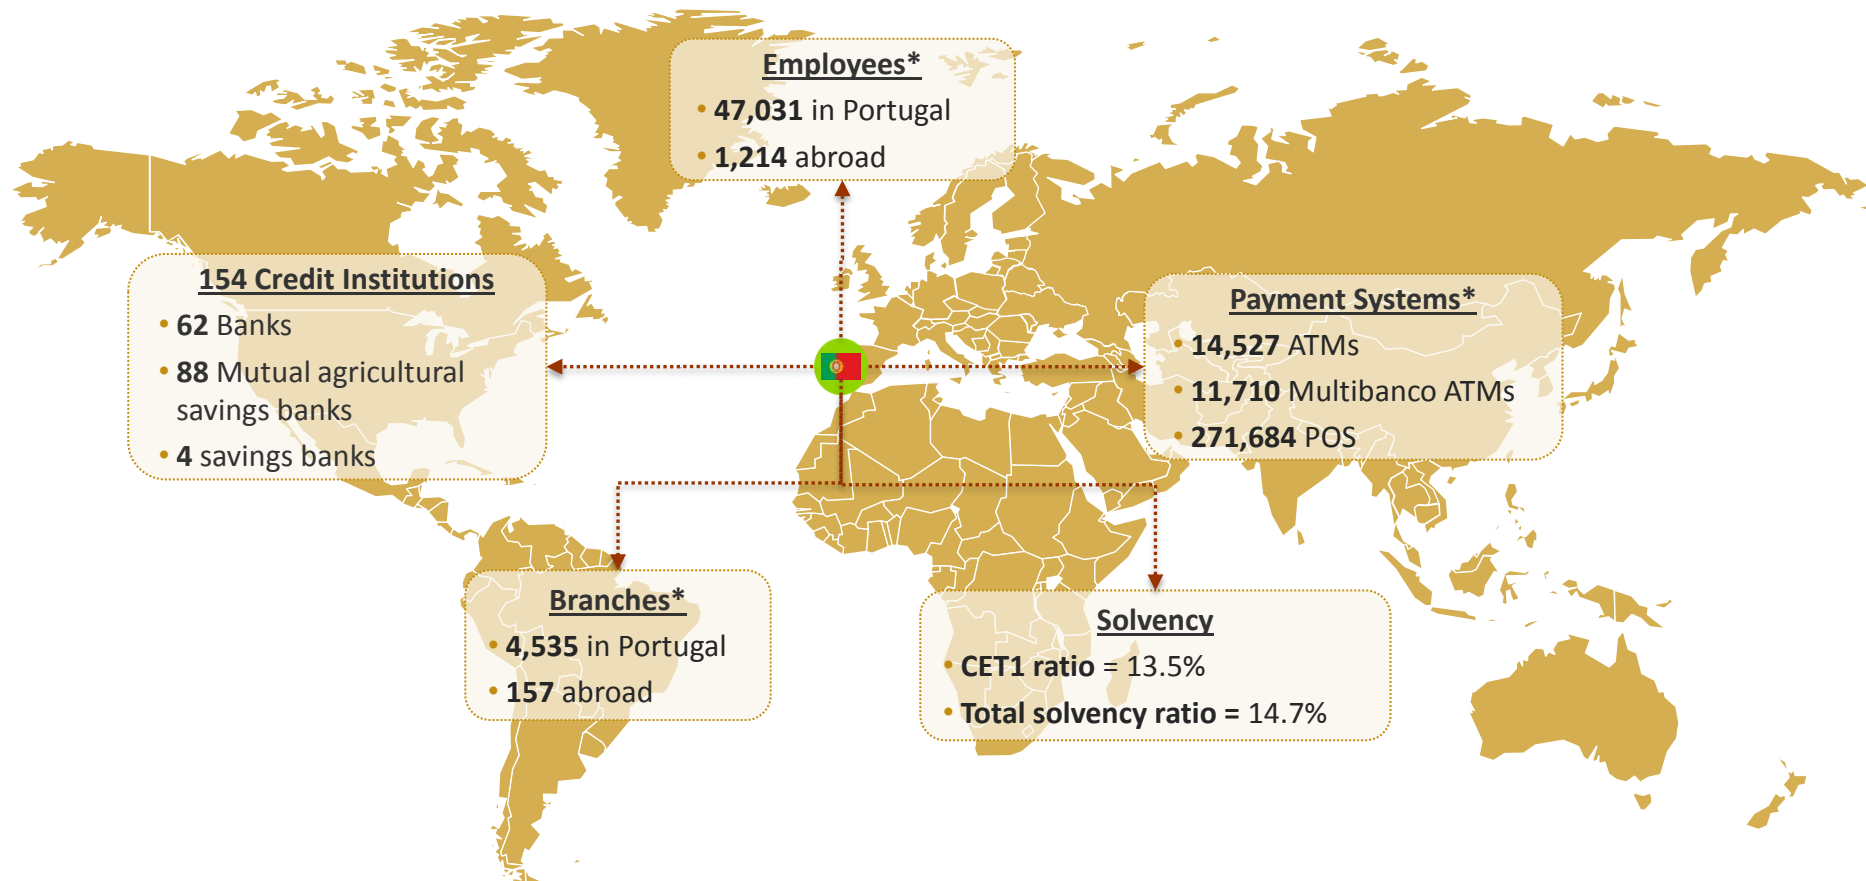 Employees*
• 47,031 in Portugal
• 1,214 abroad
154 Credit Institutions
• 62 Banks
• 88 Mutual agricultural
savings banks
• 4 savings banks
Payment Systems*
• 14,527 ATMs
• 11,710 Multibanco ATMs
• 271,684 POS
Branches*
• 4,535 in Portugal
• 157 abroad
Solvency
• CET1 ratio = 13.5%
• Total solvency ratio = 14.7%